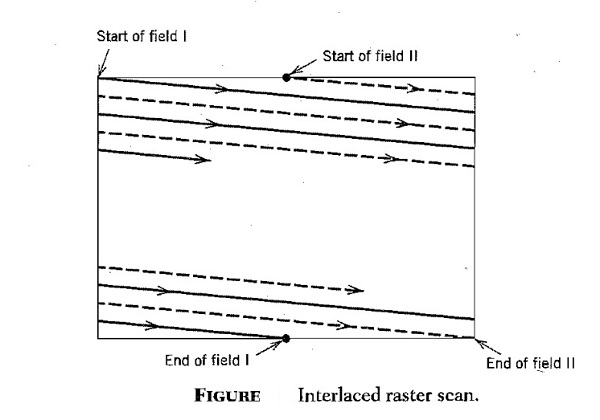 Start of field I
Start of field II
End of field I
End of field II
FIGURE Interlaced raster scan.